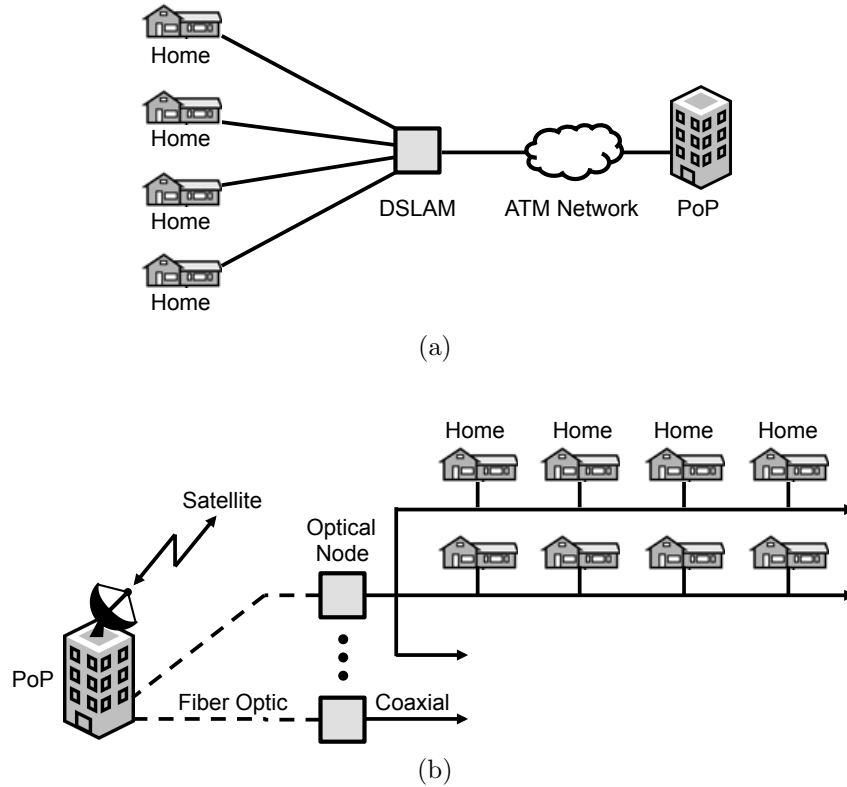 Home
Home
Home
Home
DSLAM
ATM Network
PoP
(a)
Home Home Home Home
Satellite
Optical
Node
PoP
Fiber Optic
Coaxial
(b)